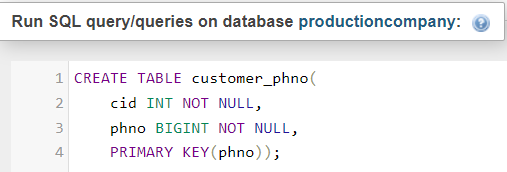 Run SQL query/queries on database productioncompany:
1 CREATE TABLE customer_phno(
2 cid INT NOT NULL,
3 phno BIGINT NOT NULL,
4 PRIMARY KEY(phno));